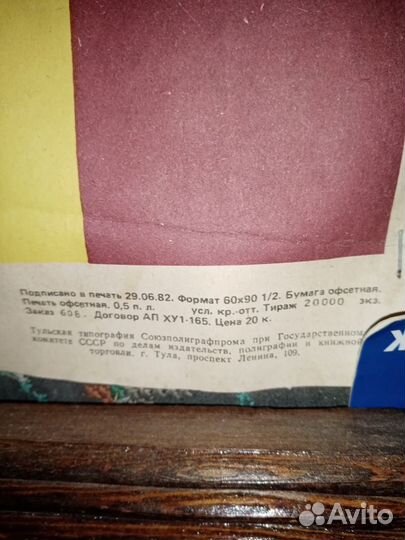 Подписано в печать 29.06.82. Формат 60х90 1/2. Бумага офсетная.
Печать офсетная. 0,5 п. л. усл. кр.-отт. Тираж 20000 экз.
Заказ 608. Договор АП ХУ1-165. Цена 20 к.
Тульская типография Союзполиграфпрома при Государственном
комитете СССР по делам издательств, полиграфии и книжной
торговли. г. Тула, проспект Ленина, 109.
Ж
Avito